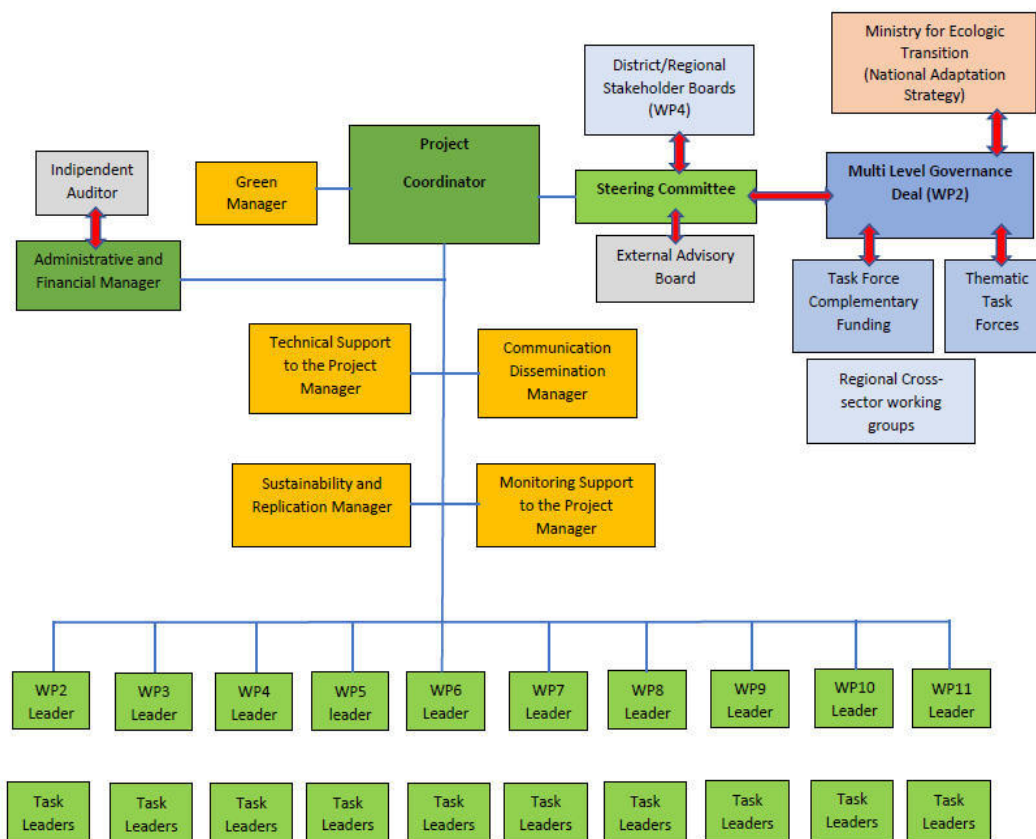 Ministry for Ecologic
Transition
(National Adaptation
Strategy)
District/Regional
Stakeholder Boards
(WP4)
Project
Coordinator
Indipendent
Auditor
Green
Manager
Steering Committee
Multi Level Governance
Deal (WP2)
Administrative and
Financial Manager
External Advisory
Board
Task Force
Complementary
Funding
Thematic
Task
Forces
Technical Support
to the Project
Manager
Communication
Dissemination
Manager
Regional Cross-
sector working
groups
Sustainability and
Replication Manager
Monitoring Support
to the Project
Manager
WP2
Leader
WP3
Leader
WP4
Leader
WP5
leader
WP6
Leader
WP7
Leader
WP8
Leader
WP9
Leader
WP10
Leader
WP11
Leader
Task
Leaders
Task
Leaders
Task
Leaders
Task
Leaders
Task
Leaders
Task
Leaders
Task
Leaders
Task
Leaders
Task
Leaders
Task
Leaders